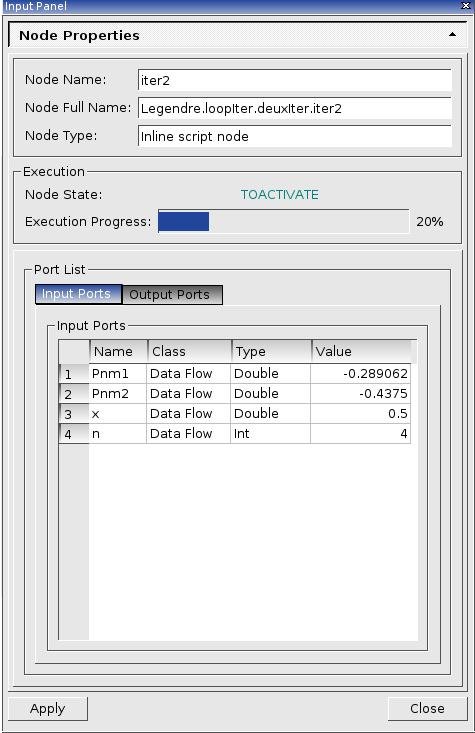 Input Panel
Node Properties
Node Name: iter2
Node Full Name: Legendre.loopIter.deuxIter.iter2
Node Type: Inline script node
Execution
Node State: TOACTIVATE
Execution Progress: 20%
Port List
Input Ports Output Ports
Input Ports
Name Class Type Value
1 Pnm1 Data Flow Double -0.289062
2 Pnm2 Data Flow Double -0.4375
3 x Data Flow Double 0.5
4 n Data Flow Int 4
Apply Close